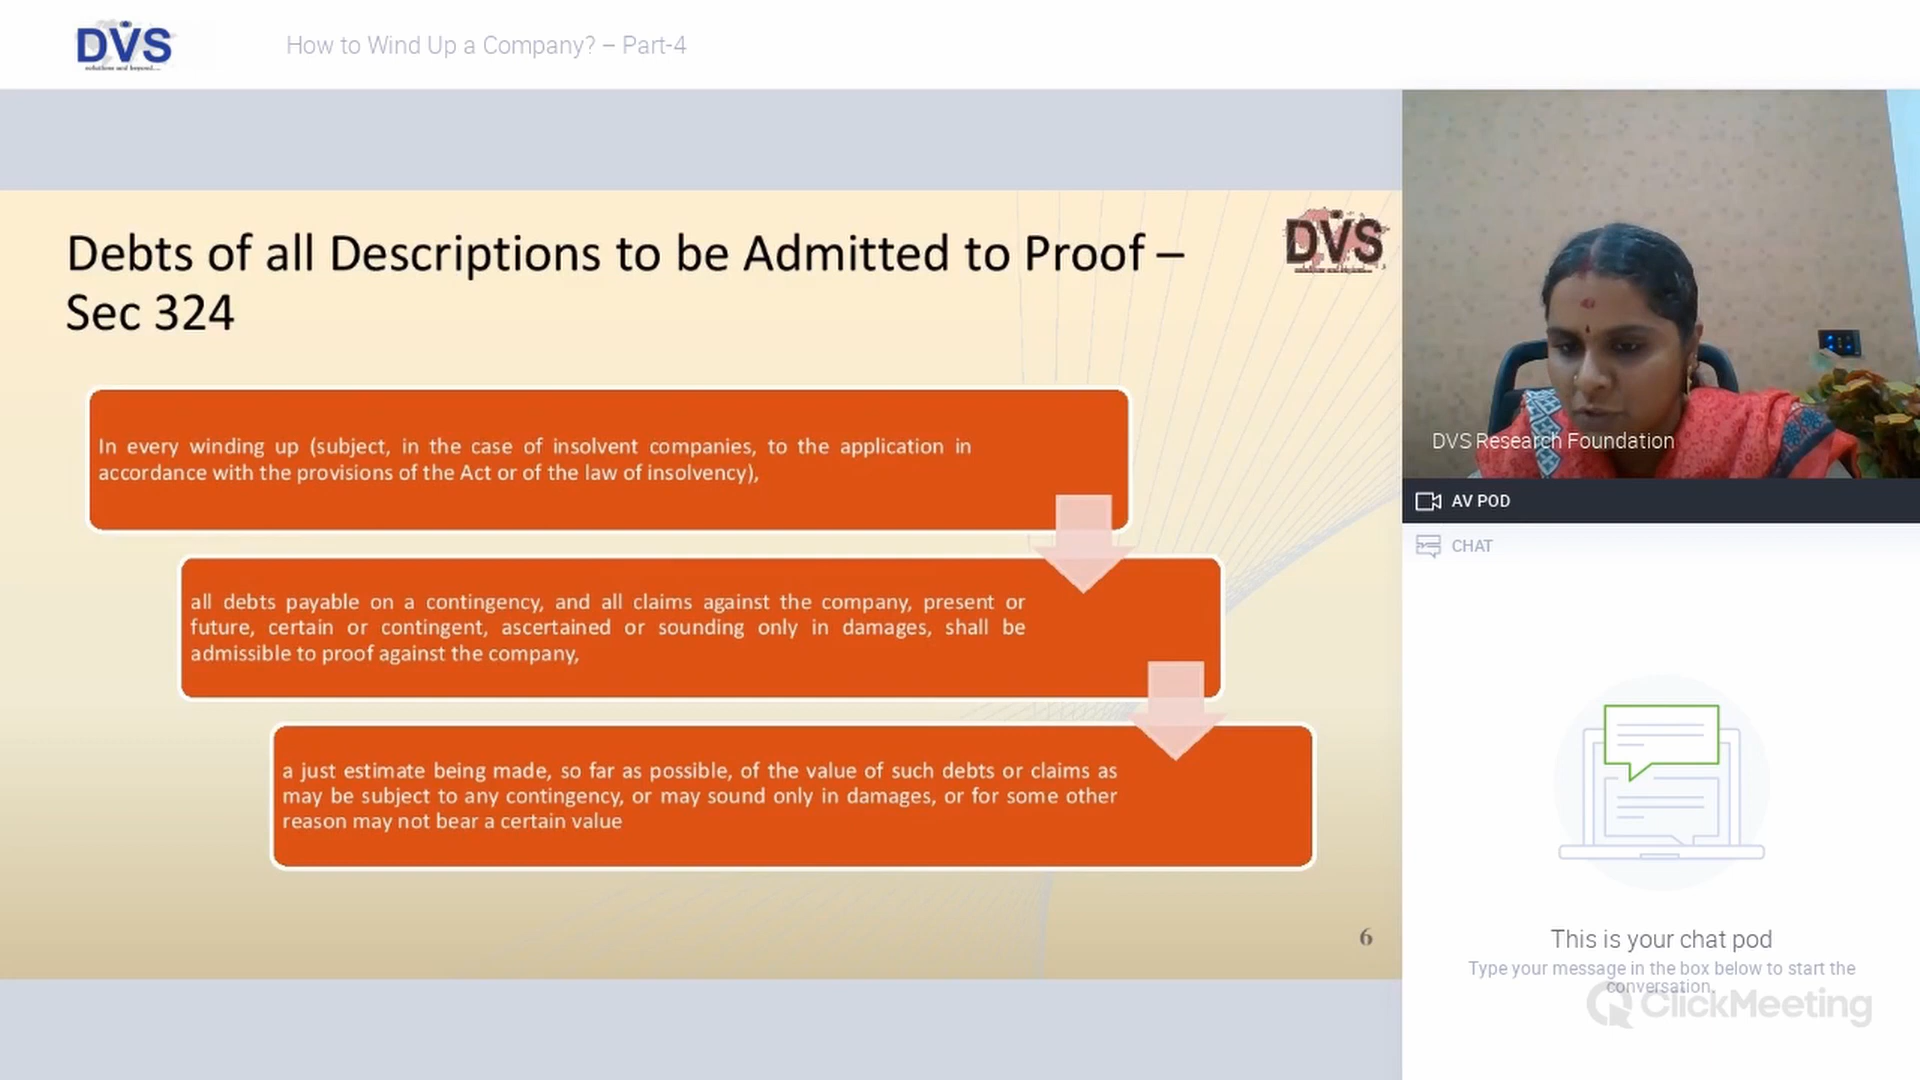 DVS
solutions and beyond....
How to Wind Up a Company? – Part-4
Debts of all Descriptions to be Admitted to Proof –
Sec 324
DVS
In every winding up (subject, in the case of insolvent companies, to the application in
accordance with the provisions of the Act or of the law of insolvency),
all debts payable on a contingency, and all claims against the company, present or
future, certain or contingent, ascertained or sounding only in damages, shall be
admissible to proof against the company,
a just estimate being made, so far as possible, of the value of such debts or claims as
may be subject to any contingency, or may sound only in damages, or for some other
reason may not bear a certain value
6
DVS Research Foundation
AV POD
CHAT
This is your chat pod
Type your message in the box below to start the
conversation.
ClickMeeting